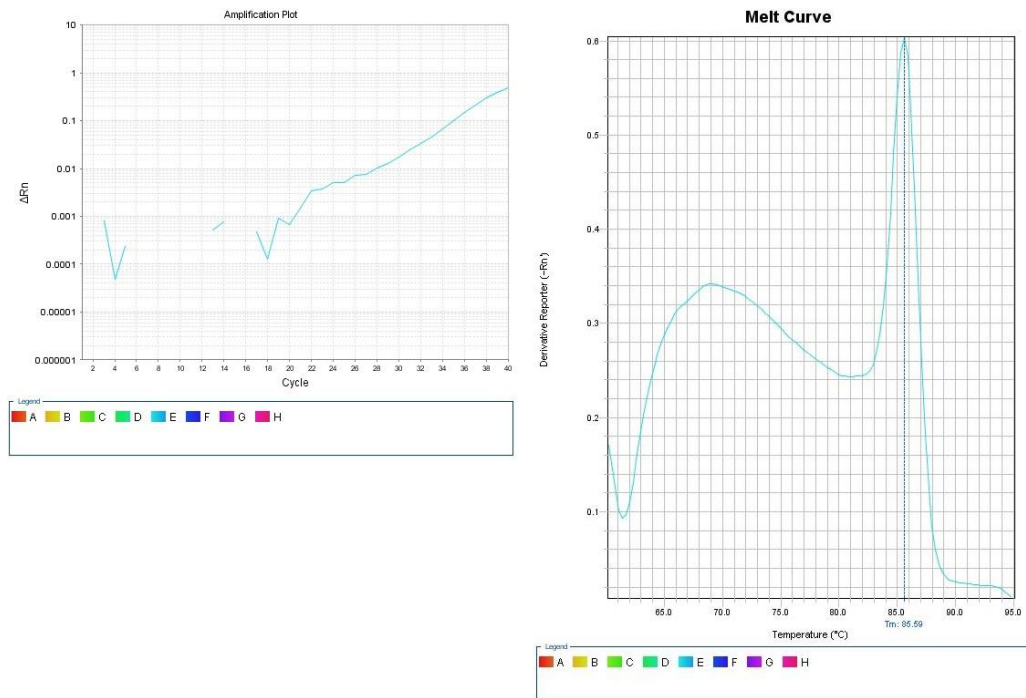 Amplification Plot
10
1
0.1
0.01
0.001
0.0001
0.00001
0.000001
ΔRn
2 4 6 8 10 12 14 16 18 20 22 24 26 28 30 32 34 36 38 40
Cycle
Legend
A B C D E F G H
Melt Curve
0.6
0.5
0.4
0.3
0.2
0.1
Derivative Reporter (-Rn')
65.0 70.0 75.0 80.0 85.0 90.0 95.0
Tm: 85.59
Temperature (°C)
Legend
A B C D E F G H